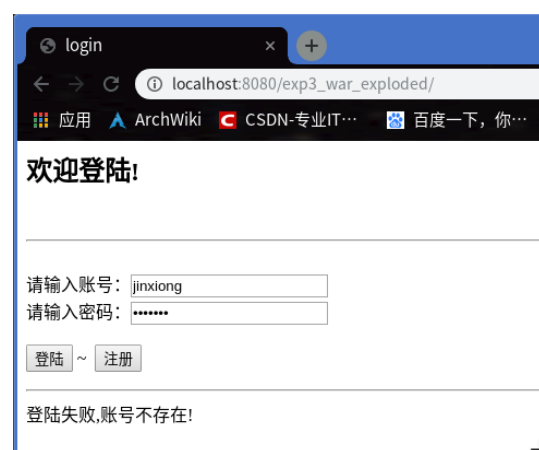 login
localhost:8080/exp3_war_exploded/
应用 ArchWiki CSDN-专业IT… 百度一下，你…
欢迎登陆!
请输入账号：jinxiong
请输入密码：•••••••
登陆 ~ 注册
登陆失败,账号不存在!